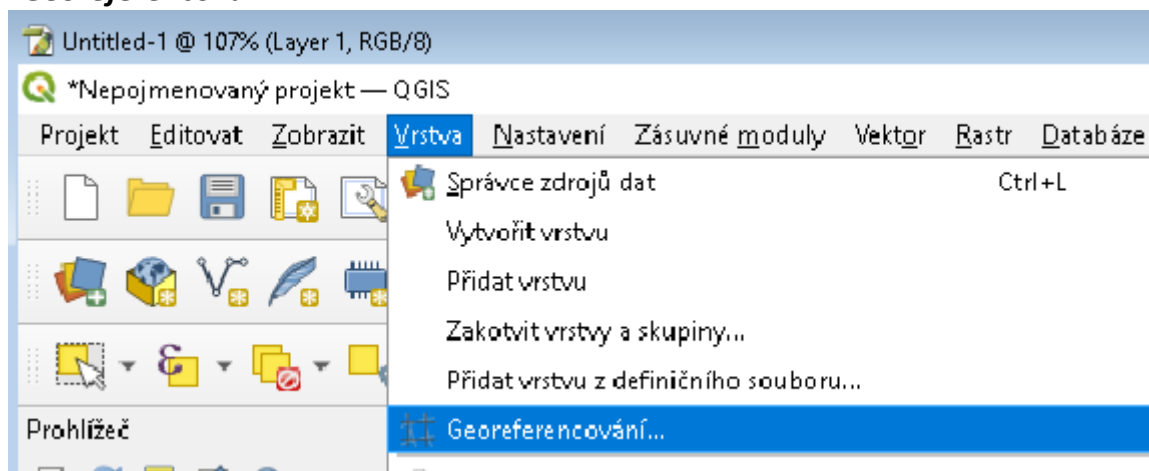 Untitled-1 @ 107% (Layer 1, RGB/8)
*Nepojmenovaný projekt — QGIS
Projekt Editovat Zobrazit Vrstva Nastavení Zásuvné moduly Vektor Rastr Databáze
Správce zdrojů dat Ctrl+L
Vytvořit vrstvu
Přidat vrstvu
Zakotvit vrstvy a skupiny...
Přidat vrstvu z definičního souboru...
Prohlížeč
Georeferencování...